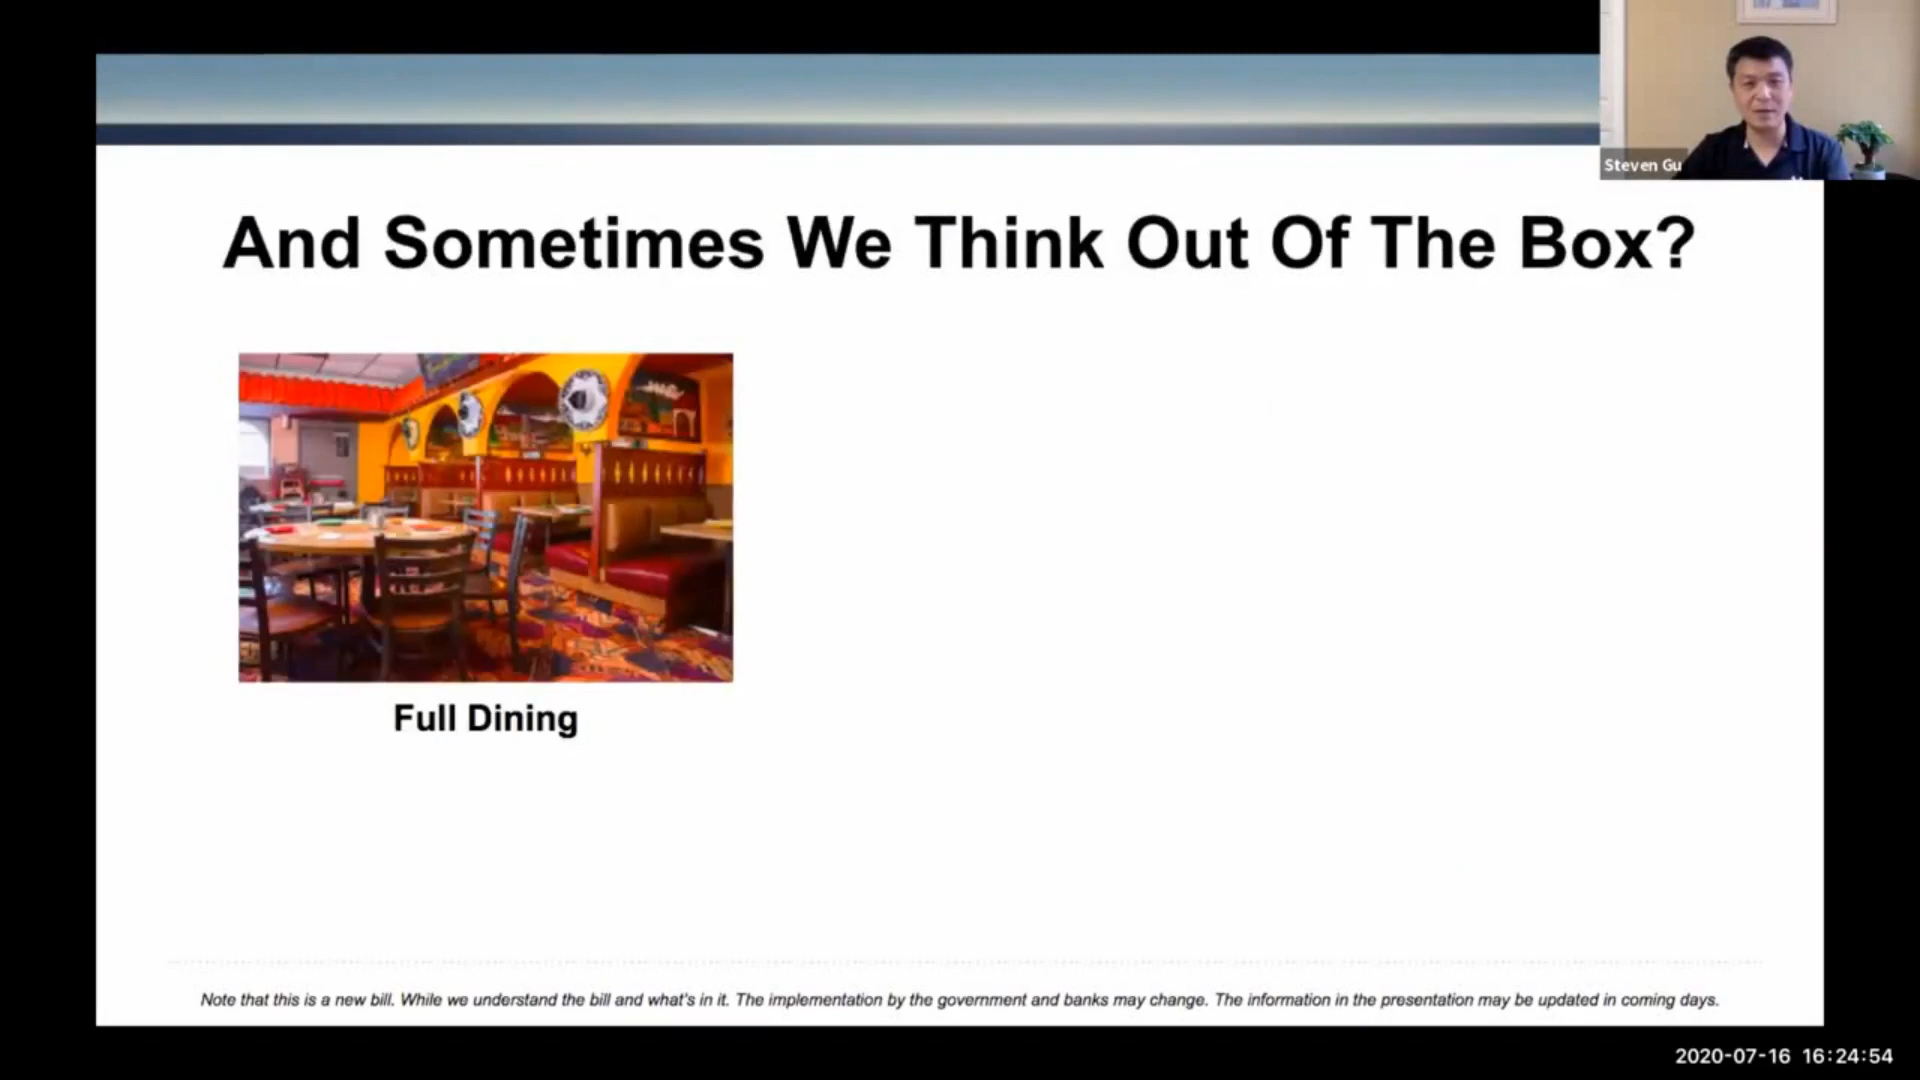 Steven Gu
And Sometimes We Think Out Of The Box?
Full Dining
Note that this is a new bill. While we understand the bill and what's in it. The implementation by the government and banks may change. The information in the presentation may be updated in coming days.
2020-07-16 16:24:54